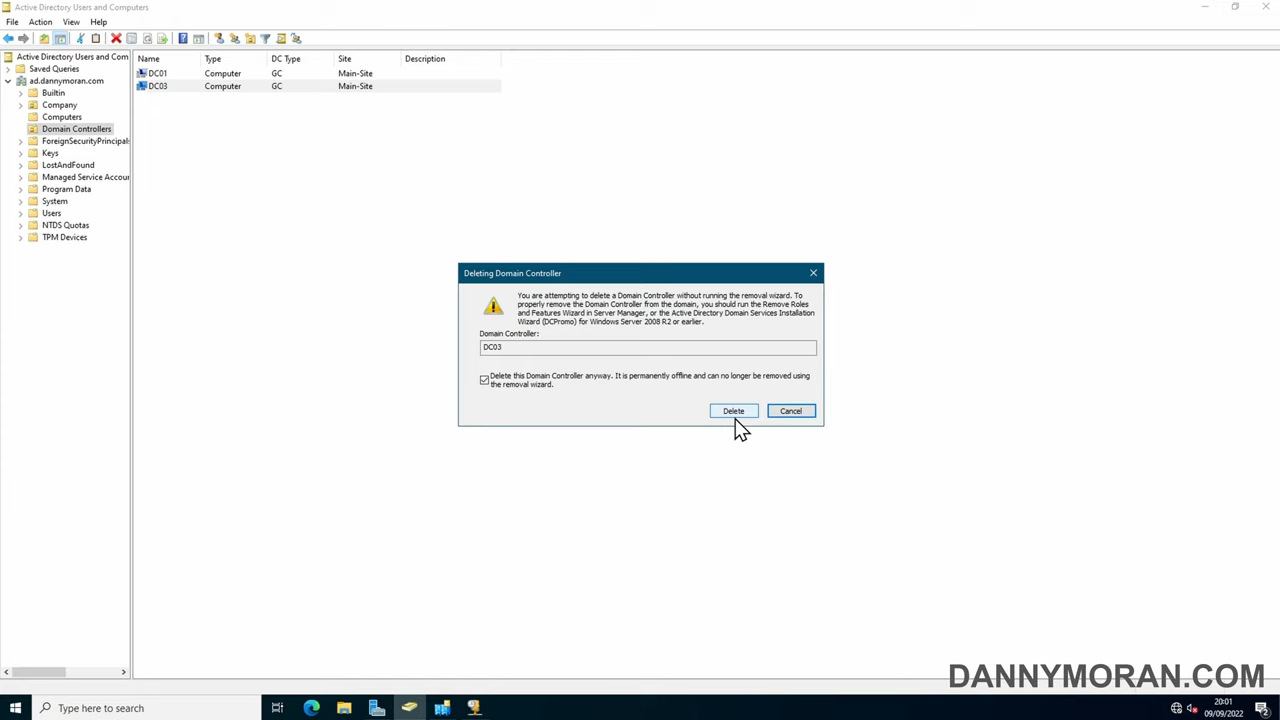 Active Directory Users and Computers
File Action View Help
Active Directory Users and Com
Saved Queries
ad.dannymoran.com
Builtin
Company
Computers
Domain Controllers
ForeignSecurityPrincipals
Keys
LostAndFound
Managed Service Accou
Program Data
System
Users
NTDS Quotas
TPM Devices
Name Type DC Type Site Description
DC01 Computer GC Main-Site
DC03 Computer GC Main-Site
Deleting Domain Controller
You are attempting to delete a Domain Controller without running the removal wizard. To
properly remove the Domain Controller from the domain, you should run the Remove Roles
and Features Wizard in Server Manager, or the Active Directory Domain Services Installation
Wizard (DCPromo) for Windows Server 2008 R2 or earlier.
Domain Controller:
DC03
Delete this Domain Controller anyway. It is permanently offline and can no longer be removed using
the removal wizard.
Delete Cancel
DANNYMORAN.COM
Type here to search
20:01
09/09/2022
2